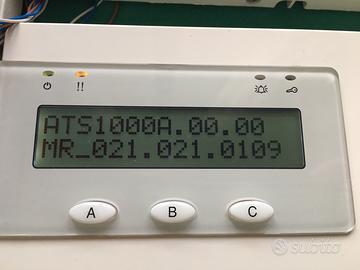 !!
ATS1000A.00.00
MR_021.021.0109
A B C
subito